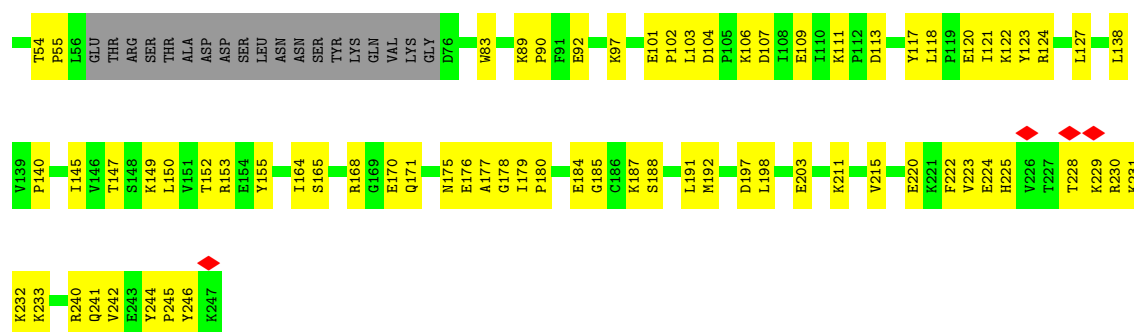 T54 P55 L56 GLU THR ARG SER THR ALA ASP ASP SER LEU ASN ASN SER TYR LYS GLN VAL LYS GLY D76 W83 K89 P90 F91 E92 K97 E101 P102 L103 D104 P105 K106 D107 I108 E109 I110 K111 P112 D113 Y117 L118 P119 E120 I121 K122 Y123 R124 L127 L138
V139 P140 I145 V146 T147 S148 K149 L150 V151 T152 R153 E154 Y155 I164 S165 R168 G169 E170 Q171 N175 E176 A177 G178 I179 P180 E184 G185 C186 K187 S188 L191 M192 D197 L198 E203 K211 V215 E220 K221 F222 V223 E224 H225 V226 T227 T228 K229 R230 K231
K232 K233 R240 Q241 V242 E243 Y244 P245 Y246 K247